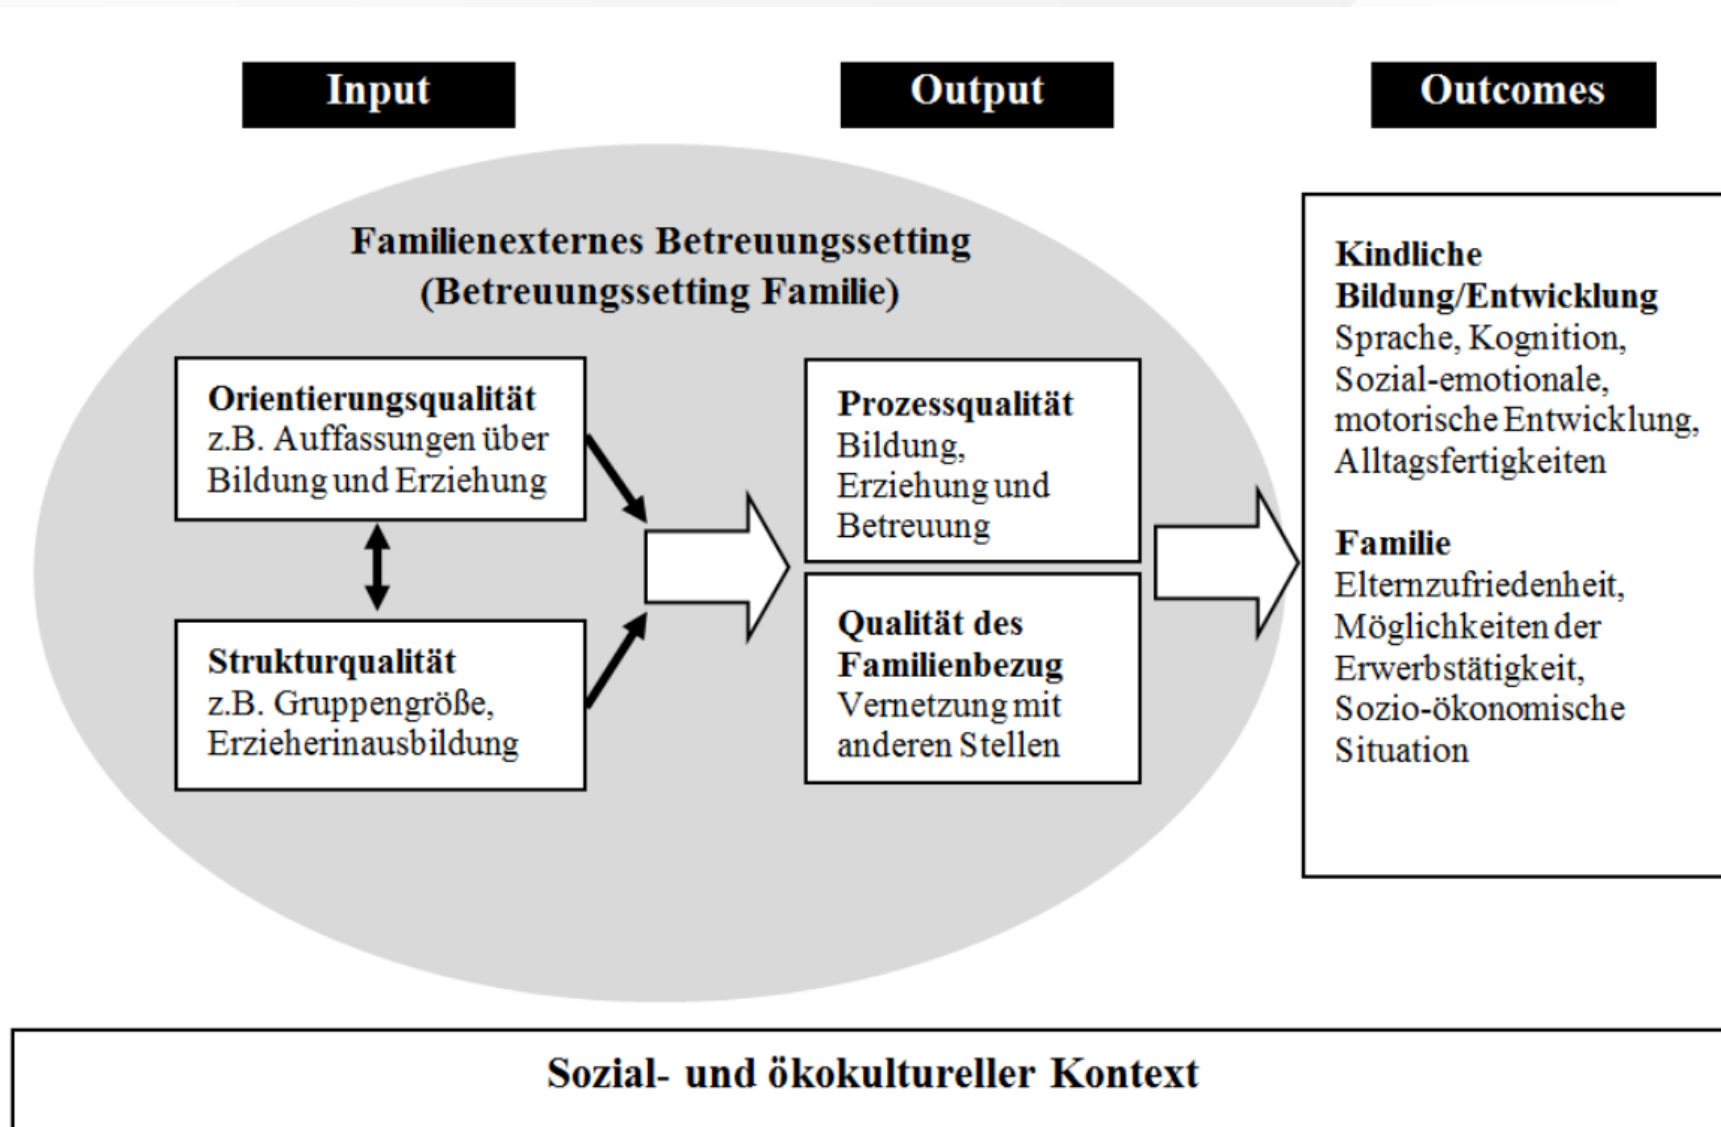 Input
Output
Outcomes
Familienexternes Betreuungssetting
(Betreuungssetting Familie)
Orientierungsqualität
z.B. Auffassungen über
Bildung und Erziehung
Strukturqualität
z.B. Gruppengröße,
Erzieherinausbildung
Prozessqualität
Bildung,
Erziehung und
Betreuung
Qualität des
Familienbezug
Vernetzung mit
anderen Stellen
Kindliche
Bildung/Entwicklung
Sprache, Kognition,
Sozial-emotionale,
motorische Entwicklung,
Alltagsfertigkeiten
Familie
Elternzufriedenheit,
Möglichkeiten der
Erwerbstätigkeit,
Sozio-ökonomische
Situation
Sozial- und ökokultureller Kontext